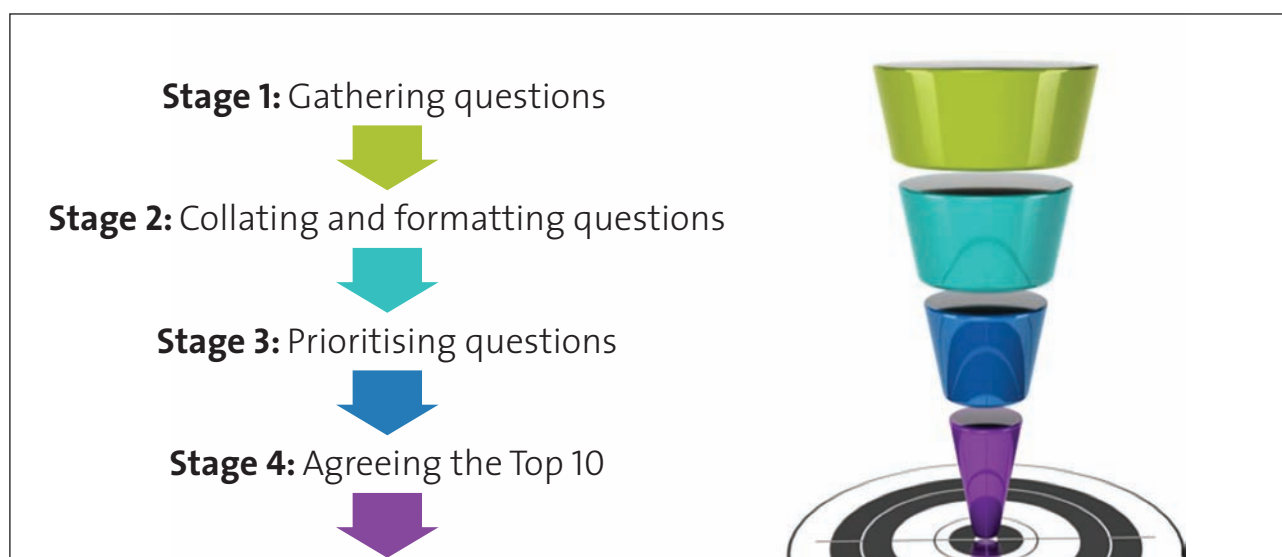 Stage 1: Gathering questions
Stage 2: Collating and formatting questions
Stage 3: Prioritising questions
Stage 4: Agreeing the Top 10